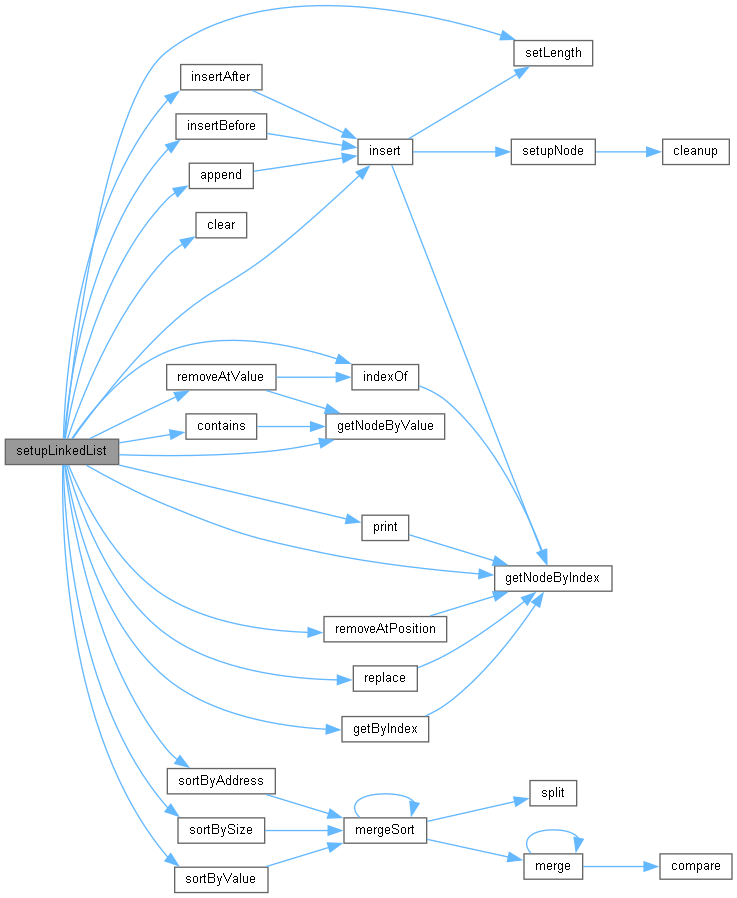 setLength
insertAfter
insertBefore
insert
setupNode
cleanup
append
clear
removeAtValue
indexOf
contains
getNodeByValue
setupLinkedList
print
getNodeByIndex
removeAtPosition
replace
getByIndex
sortByAddress
split
sortBySize
mergeSort
merge
compare
sortByValue